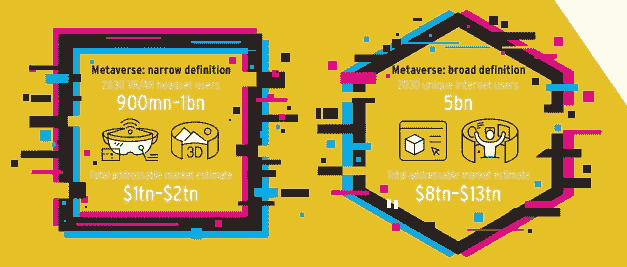 Metaverse: narrow definition
2030 VR/AR headset users
900mn–1bn
3D
Total addressable market estimate
$1tn–$2tn
Metaverse: broad definition
2030 unique internet users
5bn
Total addressable market estimate
$8tn–$13tn